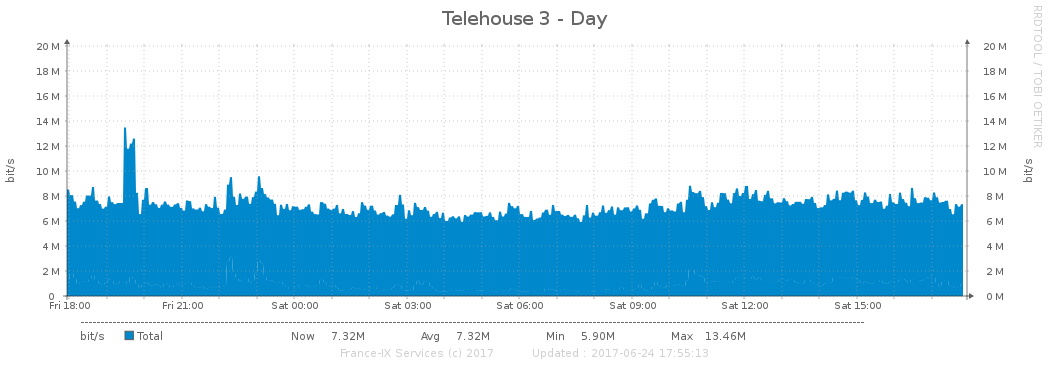 Telehouse 3 - Day
RRDTOOL / TOBI OETIKER
bit/s
bit/s
20 M 20 M
18 M 18 M
16 M 16 M
14 M 14 M
12 M 12 M
10 M 10 M
8 M 8 M
6 M 6 M
4 M 4 M
2 M 2 M
0 0 M
Fri 18:00 Fri 21:00 Sat 00:00 Sat 03:00 Sat 06:00 Sat 09:00 Sat 12:00 Sat 15:00
bit/s Total Now 7.32M Avg 7.32M Min 5.90M Max 13.46M
France-IX Services (c) 2017 Updated : 2017-06-24 17:55:13